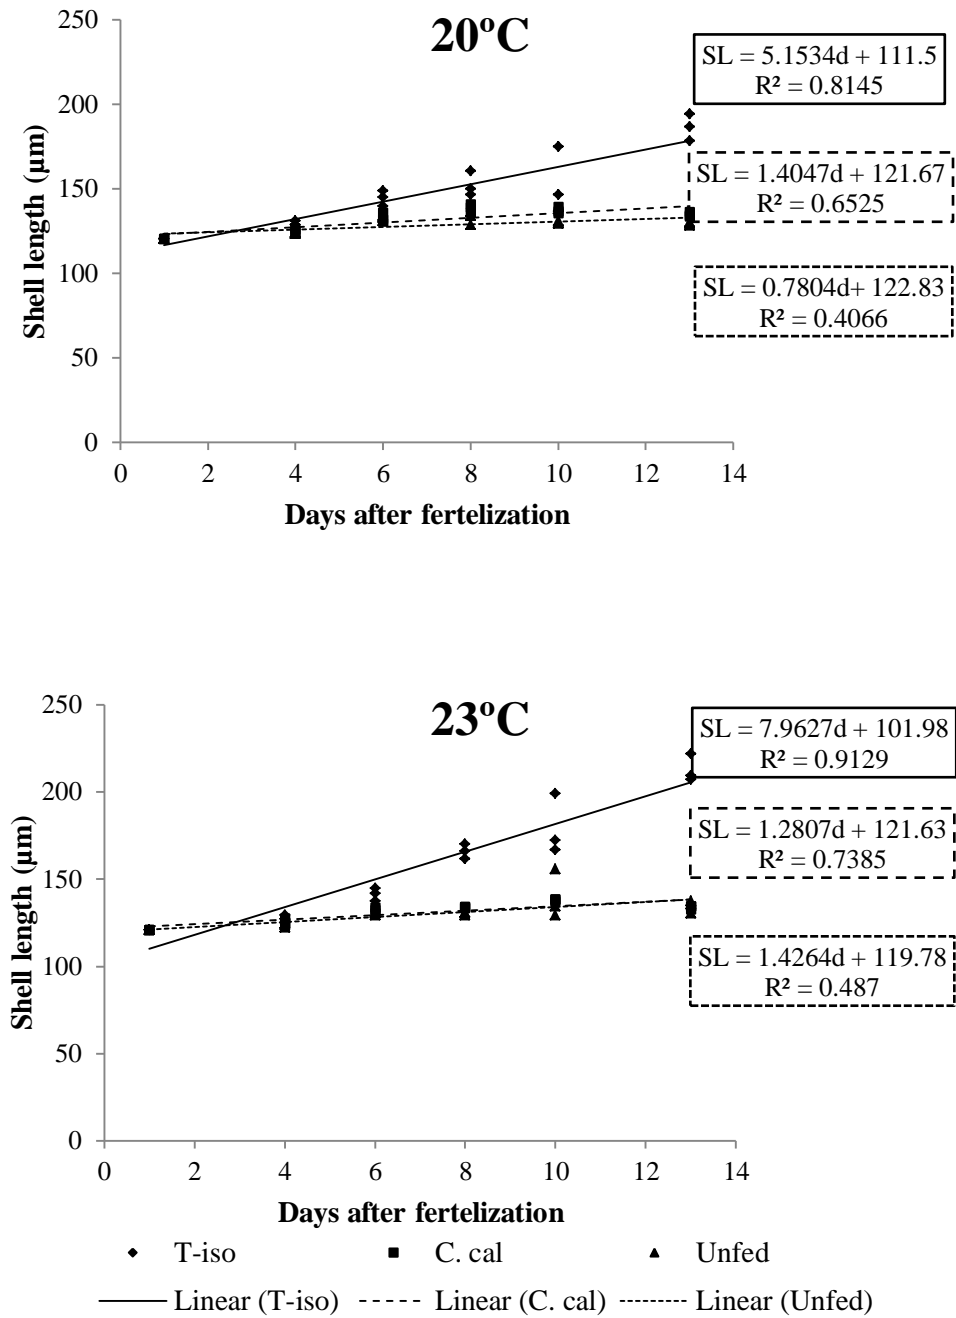 20°C
SL = 5.1534d + 111.5
R² = 0.8145
SL = 1.4047d + 121.67
R² = 0.6525
SL = 0.7804d+ 122.83
R² = 0.4066
250
200
150
100
50
0
Shell length (µm)
0 2 4 6 8 10 12 14
Days after fertelization
23°C
SL = 7.9627d + 101.98
R² = 0.9129
SL = 1.2807d + 121.63
R² = 0.7385
SL = 1.4264d + 119.78
R² = 0.487
250
200
150
100
50
0
Shell length (µm)
0 2 4 6 8 10 12 14
Days after fertelization
T-iso C. cal Unfed
Linear (T-iso) Linear (C. cal) Linear (Unfed)